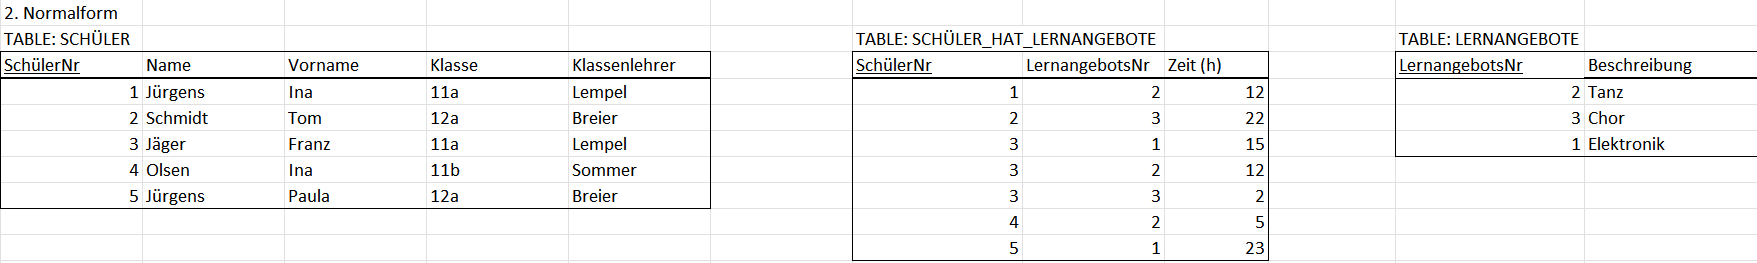 2. Normalform
TABLE: SCHÜLER TABLE: SCHÜLER_HAT_LERNANGEBOTE TABLE: LERNANGEBOTE
SchülerNr Name Vorname Klasse Klassenlehrer SchülerNr LernangebotsNr Zeit (h) LernangebotsNr Beschreibung
1 Jürgens Ina 11a Lempel 1 2 12 2 Tanz
2 Schmidt Tom 12a Breier 2 3 22 3 Chor
3 Jäger Franz 11a Lempel 3 1 15 1 Elektronik
4 Olsen Ina 11b Sommer 3 2 12
5 Jürgens Paula 12a Breier 3 3 2
4 2 5
5 1 23